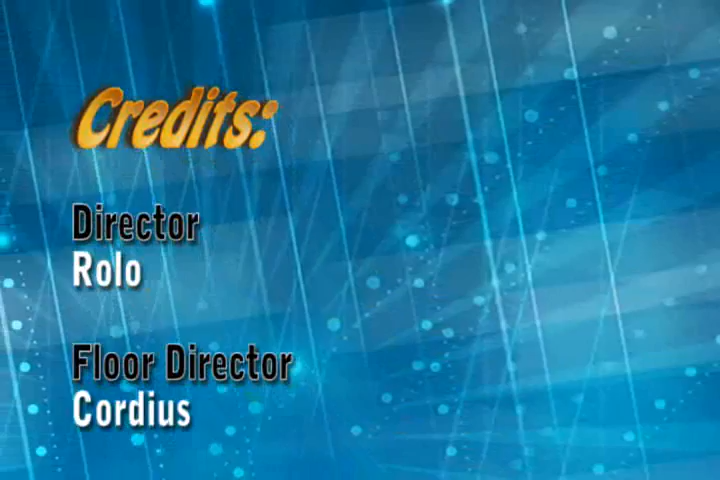 Credits:
Director
Rolo
Floor Director
Cordius